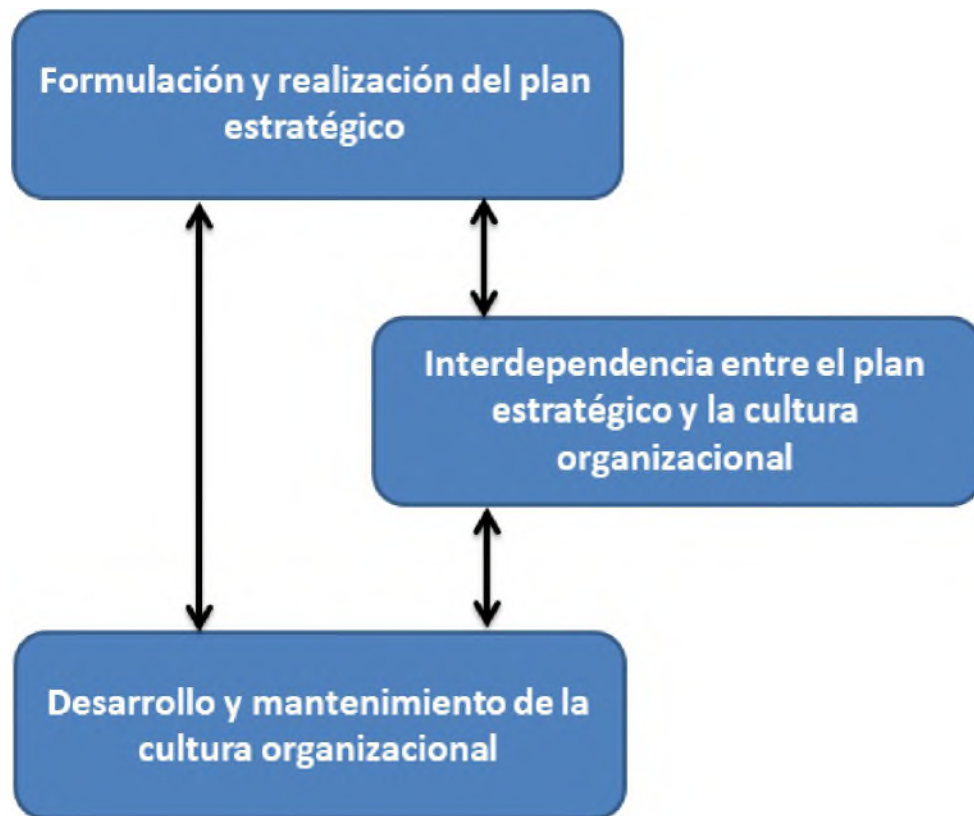 Formulación y realización del plan
estratégico
Interdependencia entre el plan
estratégico y la cultura
organizacional
Desarrollo y mantenimiento de la
cultura organizacional